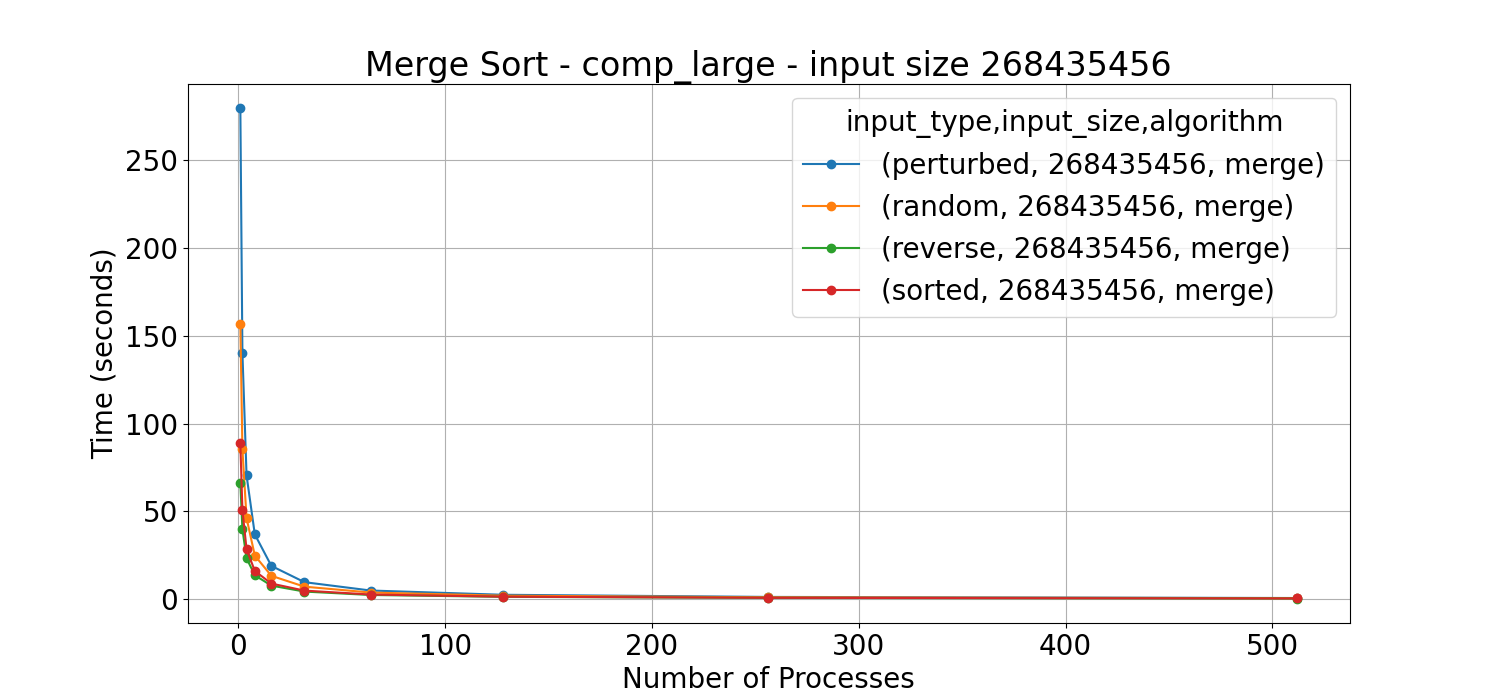 Merge Sort - comp_large - input size 268435456
input_type,input_size,algorithm
(perturbed, 268435456, merge)
(random, 268435456, merge)
(reverse, 268435456, merge)
(sorted, 268435456, merge)
Time (seconds)
250
200
150
100
50
0
0 100 200 300 400 500
Number of Processes